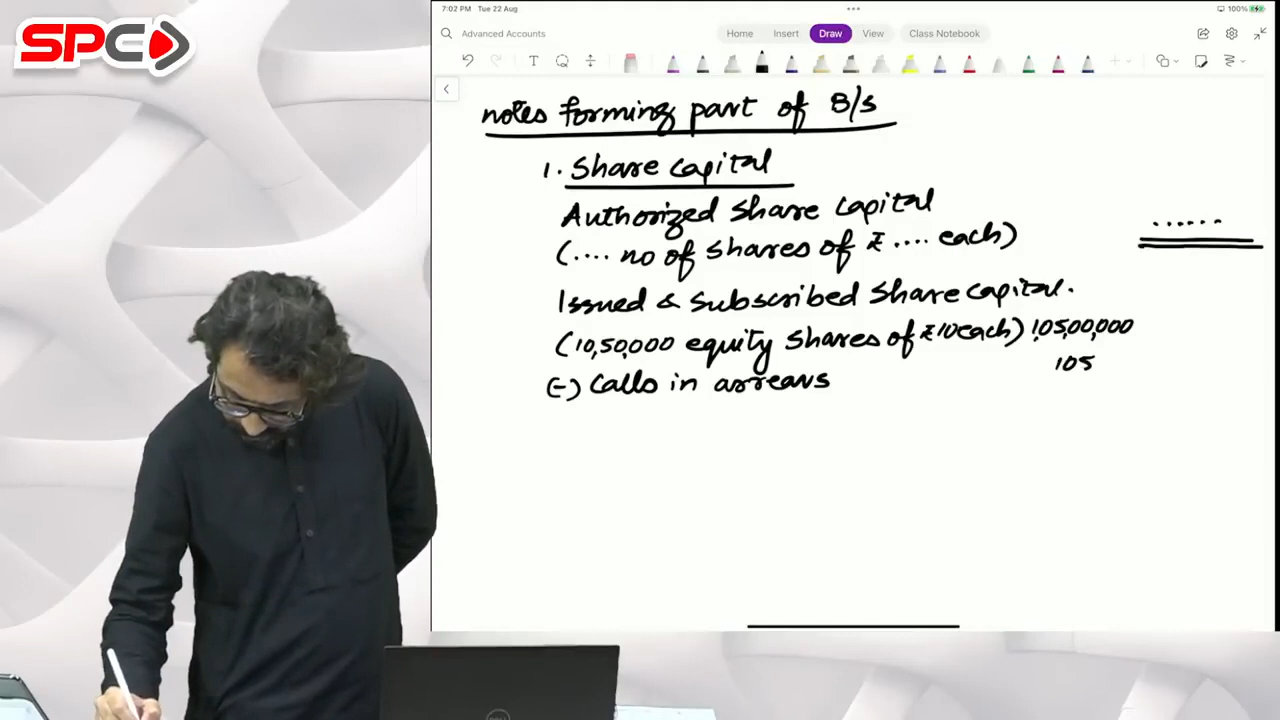 SPC
7:02 PM Tue 22 Aug
100%
Advanced Accounts
Home Insert Draw View Class Notebook
notes forming part of B/s
1. Share Capital
Authorized Share Capital
(.... no of shares of ₹ .... each)
......
Issued & Subscribed Share Capital.
(10,50,000 equity shares of ₹10 each) 1,05,00,000
(-) Calls in arrears
105
DELL